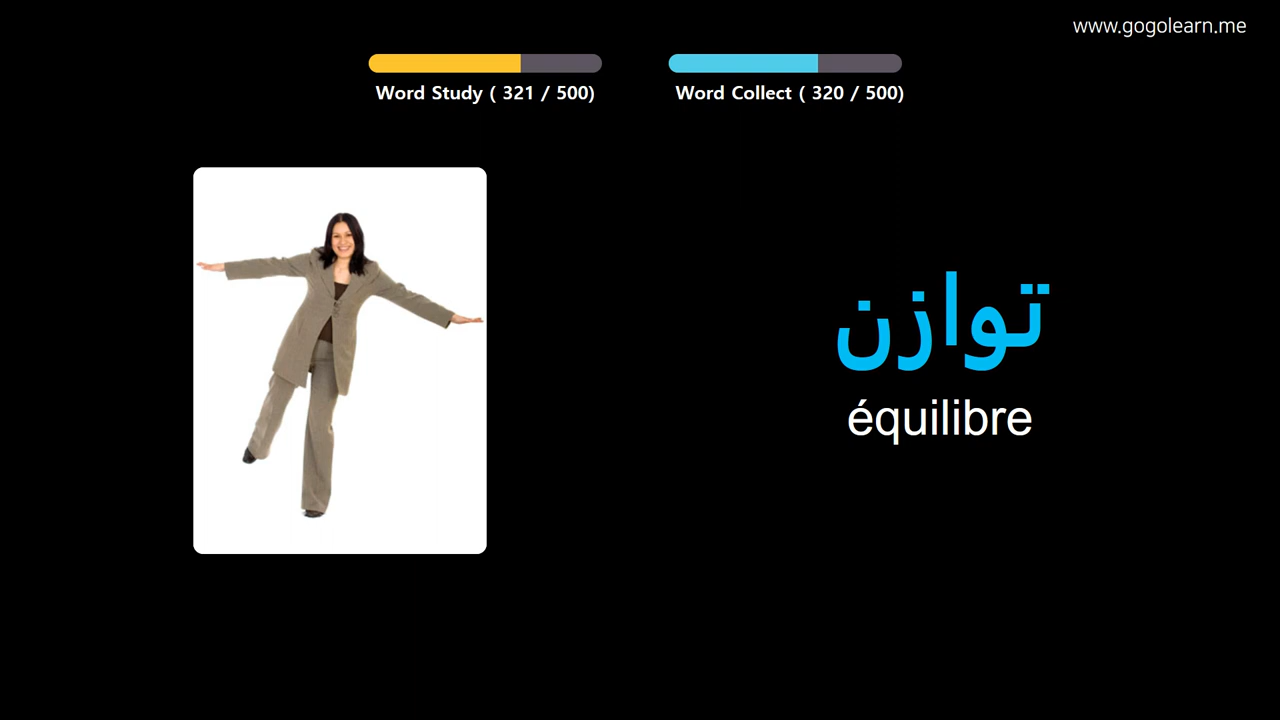 www.gogolearn.me
Word Study ( 321 / 500)
Word Collect ( 320 / 500)
توازن
équilibre